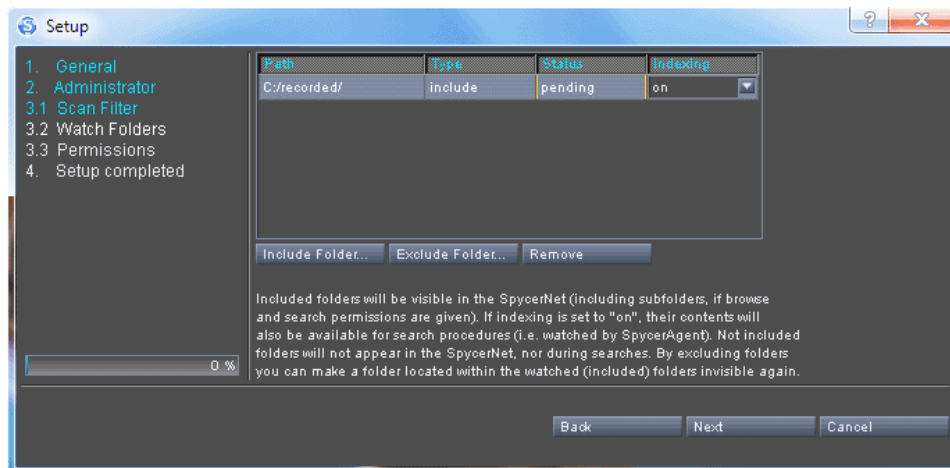 Setup
1. General
2. Administrator
3.1 Scan Filter
3.2 Watch Folders
3.3 Permissions
4. Setup completed
Path Type Status Indexing
C:/recorded/ include pending on
Include Folder... Exclude Folder... Remove
Included folders will be visible in the SpycerNet (including subfolders, if browse
and search permissions are given). If indexing is set to "on", their contents will
also be available for search procedures (i.e. watched by SpycerAgent). Not included
folders will not appear in the SpycerNet, nor during searches. By excluding folders
you can make a folder located within the watched (included) folders invisible again.
0 %
Back Next Cancel